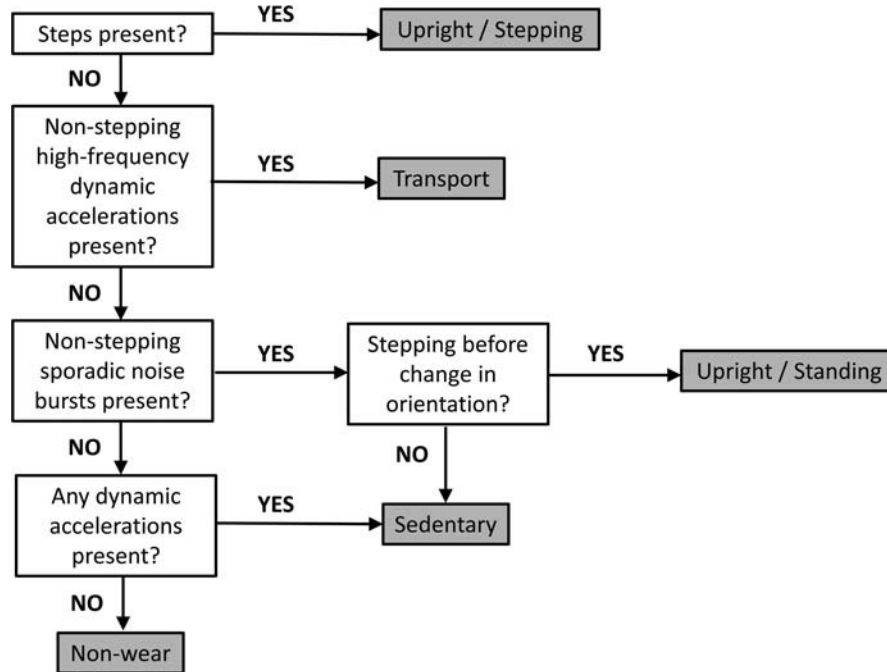 Steps present?
YES
Upright / Stepping
NO
Non-stepping
high-frequency
dynamic
accelerations
present?
YES
Transport
NO
Non-stepping
sporadic noise
bursts present?
YES
Stepping before
change in
orientation?
YES
Upright / Standing
NO
NO
Any dynamic
accelerations
present?
YES
Sedentary
NO
Non-wear